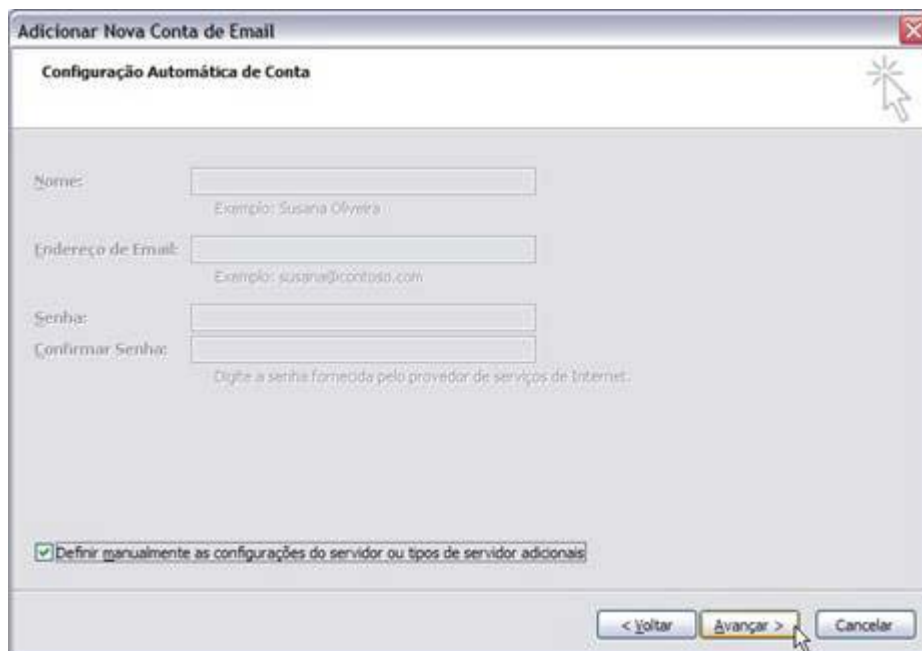 Adicionar Nova Conta de Email
Configuração Automática de Conta
Nome:
Exemplo: Susana Oliveira
Endereço de Email:
Exemplo: susana@contoso.com
Senha:
Confirmar Senha:
Digite a senha fornecida pelo provedor de serviços de Internet.
Definir manualmente as configurações do servidor ou tipos de servidor adicionais
< Voltar Avançar > Cancelar